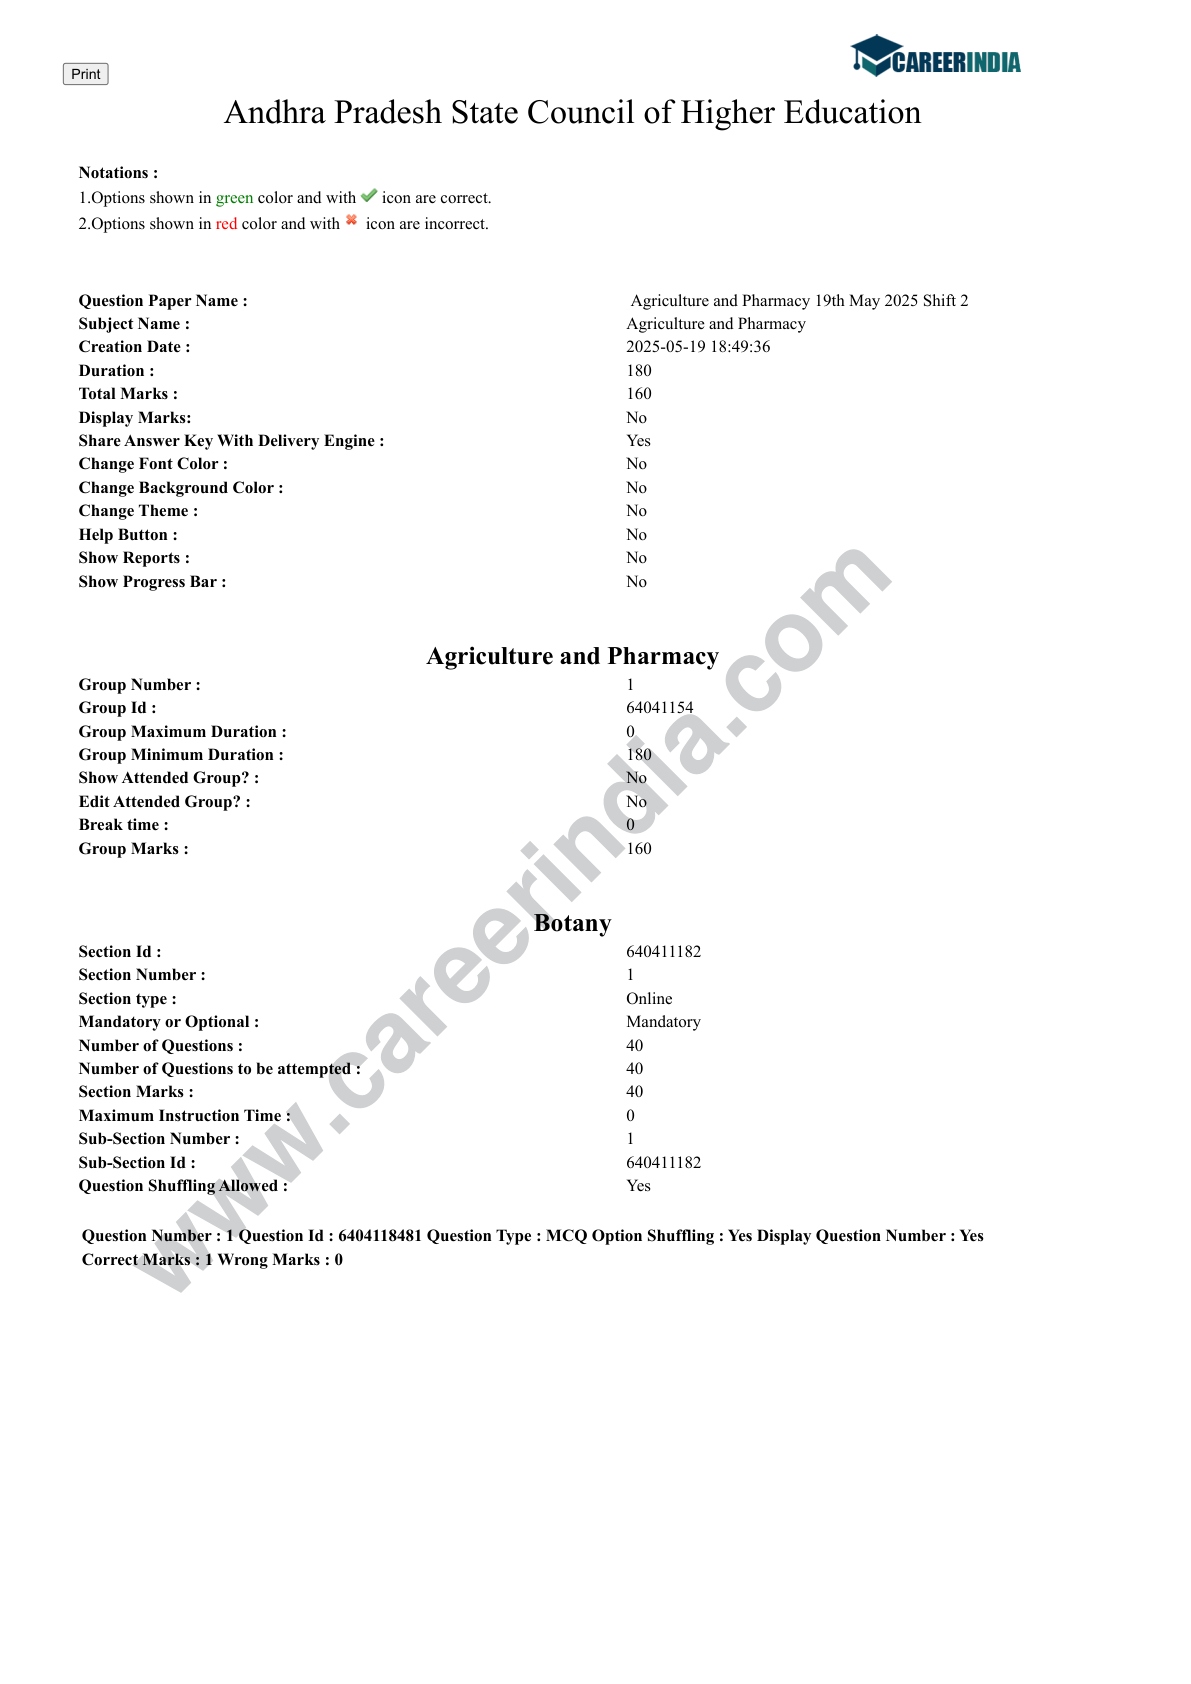 CAREERINDIA
Print
Andhra Pradesh State Council of Higher Education
Notations :
1.Options shown in green color and with icon are correct.
2.Options shown in red color and with icon are incorrect.
Question Paper Name : Agriculture and Pharmacy 19th May 2025 Shift 2
Subject Name : Agriculture and Pharmacy
Creation Date : 2025-05-19 18:49:36
Duration : 180
Total Marks : 160
Display Marks: No
Share Answer Key With Delivery Engine : Yes
Change Font Color : No
Change Background Color : No
Change Theme : No
Help Button : No
Show Reports : No
Show Progress Bar : No
Agriculture and Pharmacy
Group Number : 1
Group Id : 64041154
Group Maximum Duration : 0
Group Minimum Duration : 180
Show Attended Group? : No
Edit Attended Group? : No
Break time : 0
Group Marks : 160
Botany
Section Id : 640411182
Section Number : 1
Section type : Online
Mandatory or Optional : Mandatory
Number of Questions : 40
Number of Questions to be attempted : 40
Section Marks : 40
Maximum Instruction Time : 0
Sub-Section Number : 1
Sub-Section Id : 640411182
Question Shuffling Allowed : Yes
Question Number : 1 Question Id : 6404118481 Question Type : MCQ Option Shuffling : Yes Display Question Number : Yes
Correct Marks : 1 Wrong Marks : 0
www.careerindia.com